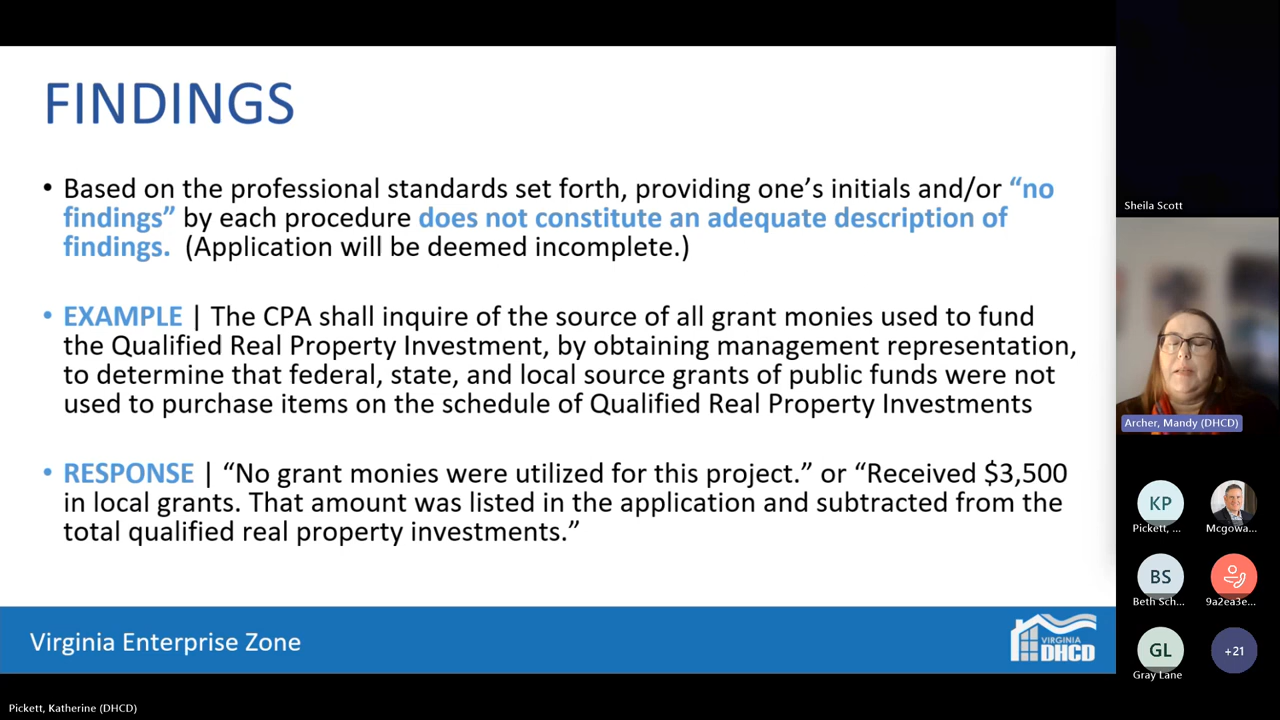 FINDINGS
• Based on the professional standards set forth, providing one’s initials and/or “no
findings” by each procedure does not constitute an adequate description of
findings. (Application will be deemed incomplete.)
• EXAMPLE | The CPA shall inquire of the source of all grant monies used to fund
the Qualified Real Property Investment, by obtaining management representation,
to determine that federal, state, and local source grants of public funds were not
used to purchase items on the schedule of Qualified Real Property Investments
• RESPONSE | “No grant monies were utilized for this project.” or “Received $3,500
in local grants. That amount was listed in the application and subtracted from the
total qualified real property investments.”
Virginia Enterprise Zone
VIRGINIA
DHCD
Pickett, Katherine (DHCD)
Sheila Scott
Archer, Mandy (DHCD)
KP
Pickett, ...
Mcgowa...
BS
Beth Sch...
9a2ea3e...
GL
Gray Lane
+21